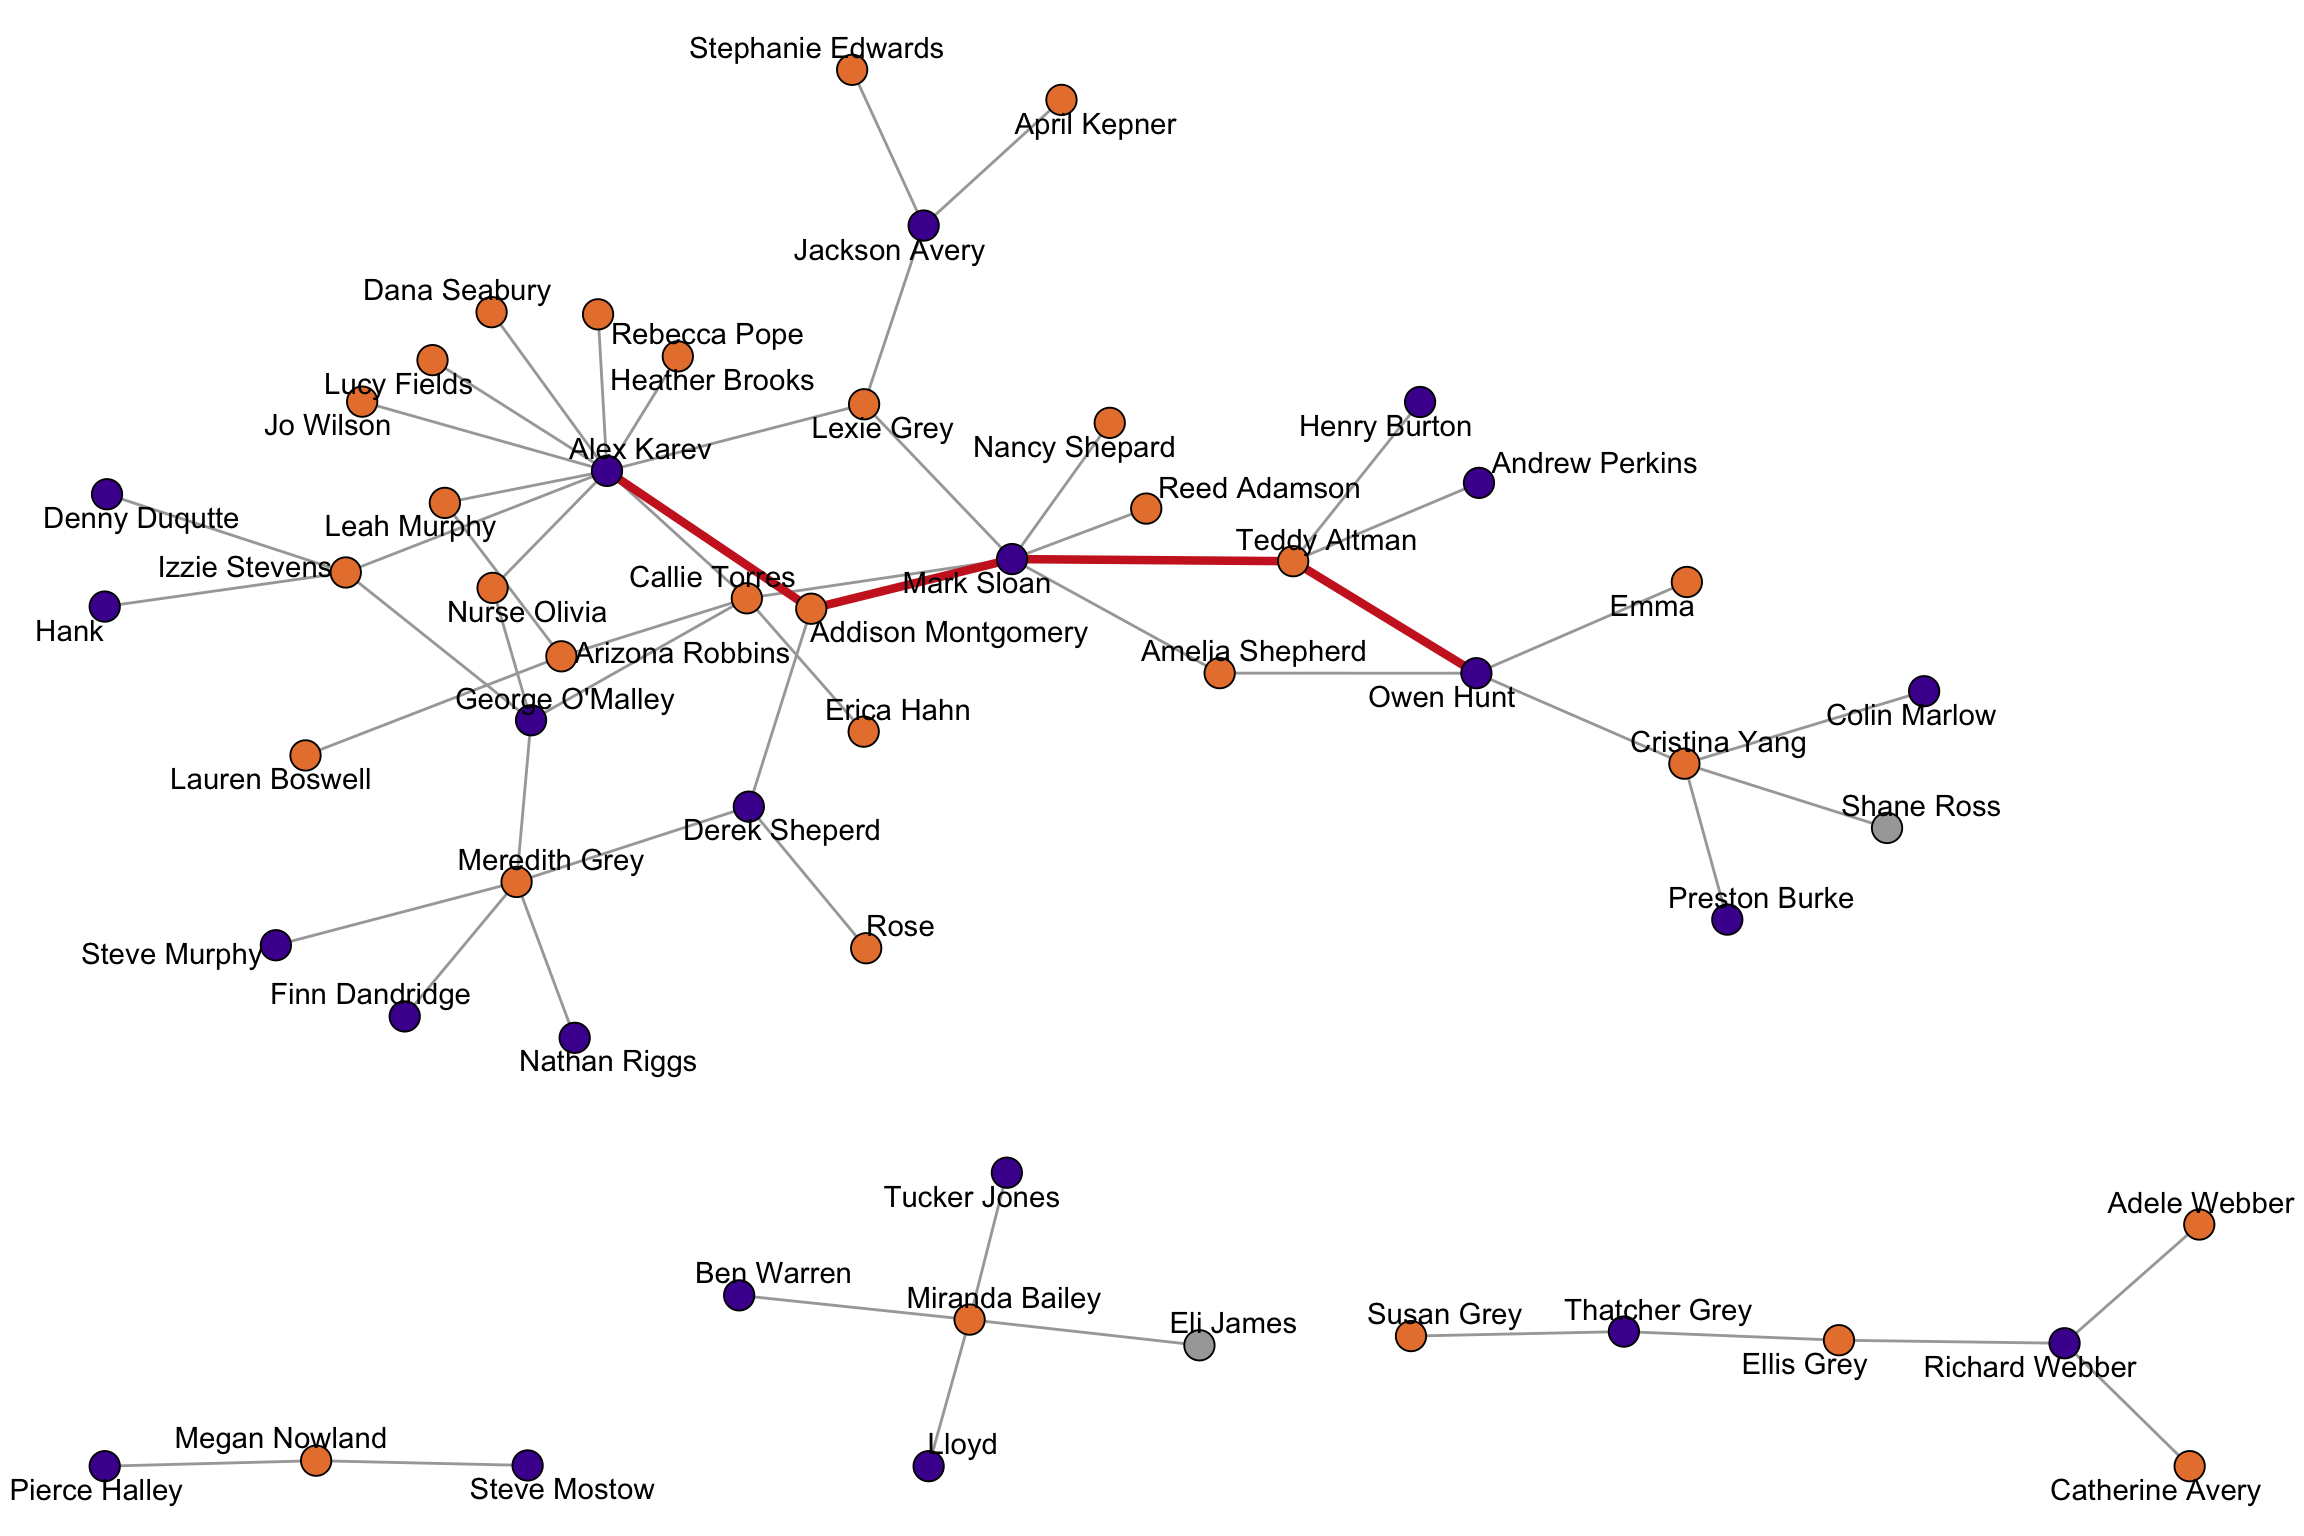 Stephanie Edwards
April Kepner
Jackson Avery
Dana Seabury
Rebecca Pope
Heather Brooks
Lucy Fields
Jo Wilson
Lexie Grey
Alex Karev
Nancy Shepard
Henry Burton
Andrew Perkins
Reed Adamson
Denny Duqutte
Leah Murphy
Teddy Altman
Izzie Stevens
Callie Torres
Mark Sloan
Emma
Nurse Olivia
Hank
Addison Montgomery
Arizona Robbins
Amelia Shepherd
George O'Malley
Owen Hunt
Erica Hahn
Colin Marlow
Cristina Yang
Lauren Boswell
Shane Ross
Derek Sheperd
Meredith Grey
Preston Burke
Rose
Steve Murphy
Finn Dandridge
Nathan Riggs
Tucker Jones
Adele Webber
Ben Warren
Miranda Bailey
Eli James
Susan Grey
Thatcher Grey
Ellis Grey
Richard Webber
Megan Nowland
Lloyd
Pierce Halley
Steve Mostow
Catherine Avery